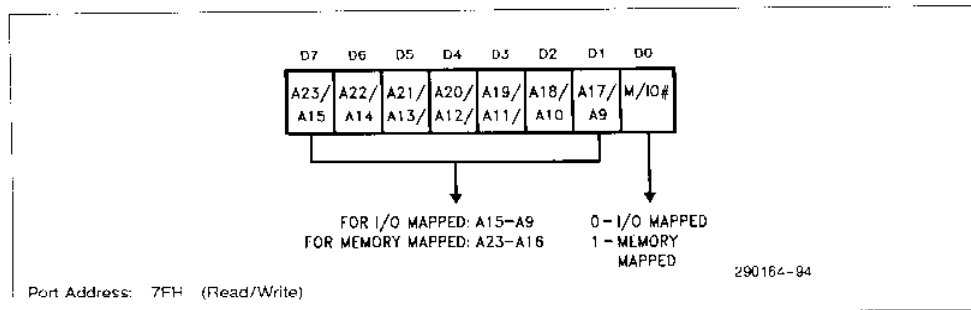 D7 D6 D5 D4 D3 D2 D1 D0
A23/ A22/ A21/ A20/ A19/ A18/ A17/ M/IO#
A15 A14 A13/ A12/ A11/ A10 A9
FOR I/O MAPPED: A15-A9 0-I/O MAPPED
FOR MEMORY MAPPED: A23-A16 1-MEMORY
MAPPED
290164-94
Port Address: 7FH (Read/Write)